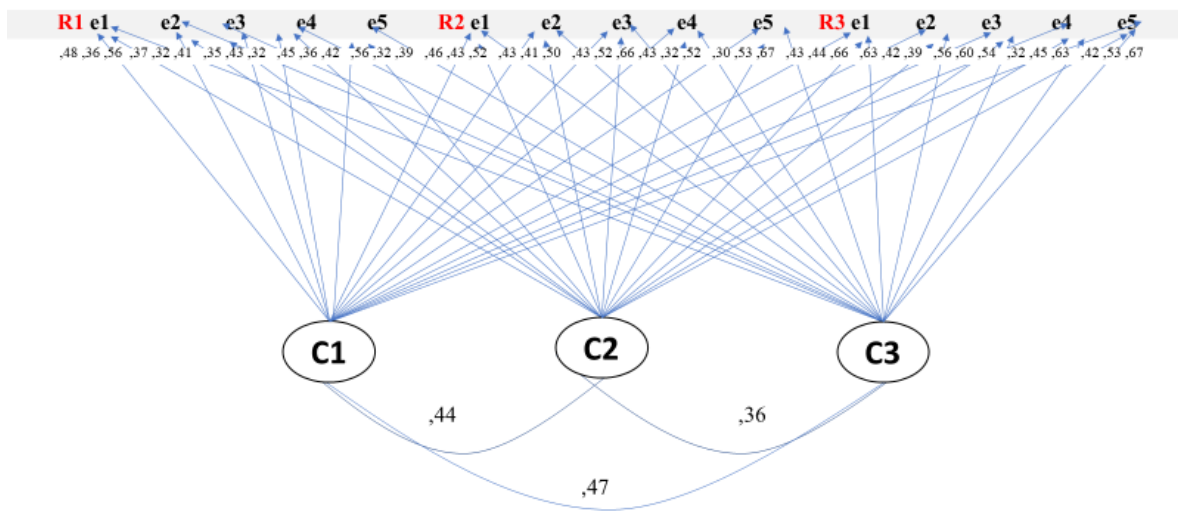 R1 e1 e2 e3 e4 e5 R2 e1 e2 e3 e4 e5 R3 e1 e2 e3 e4 e5
,48 ,36 ,56 ,37 ,32 ,41 ,35 ,43 ,32 ,45 ,36 ,42 ,56 ,32 ,39 ,46 ,43 ,52 ,43 ,41 ,50 ,43 ,52 ,66 ,43 ,32 ,52 ,30 ,53 ,67 ,43 ,44 ,66 ,63 ,42 ,39 ,56 ,60 ,54 ,32 ,45 ,63 ,42 ,53 ,67
C1 C2 C3
,44 ,36
,47